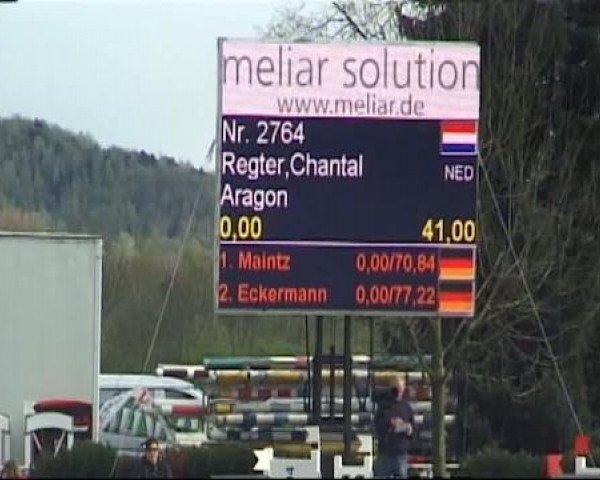 meliar solution
www.meliar.de
Nr. 2764
Regter,Chantal NED
Aragon
0,00 41,00
1. Maintz 0,00/70,84
2. Eckermann 0,00/77,22